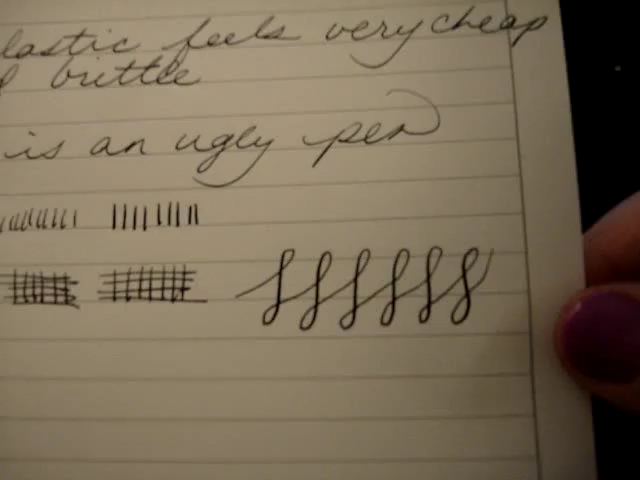 lastic feels very cheap
d brittle
is an ugly pen